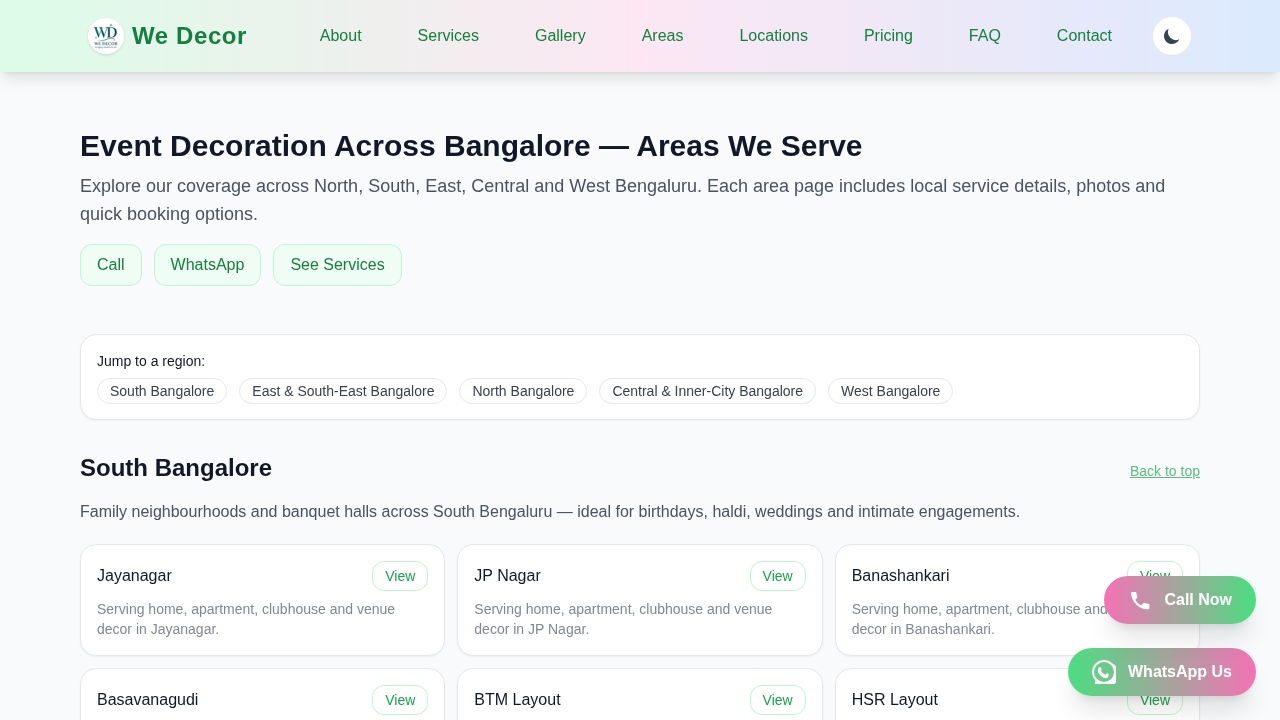 WD
WE DECOR
We Decor
About
Services
Gallery
Areas
Locations
Pricing
FAQ
Contact
Event Decoration Across Bangalore — Areas We Serve
Explore our coverage across North, South, East, Central and West Bengaluru. Each area page includes local service details, photos and
quick booking options.
Call
WhatsApp
See Services
Jump to a region:
South Bangalore
East & South-East Bangalore
North Bangalore
Central & Inner-City Bangalore
West Bangalore
South Bangalore
Back to top
Family neighbourhoods and banquet halls across South Bengaluru — ideal for birthdays, haldi, weddings and intimate engagements.
Jayanagar
View
Serving home, apartment, clubhouse and venue
decor in Jayanagar.
JP Nagar
View
Serving home, apartment, clubhouse and venue
decor in JP Nagar.
Banashankari
View
Serving home, apartment, clubhouse and
decor in Banashankari.
Call Now
WhatsApp Us
Basavanagudi
View
BTM Layout
View
HSR Layout
View